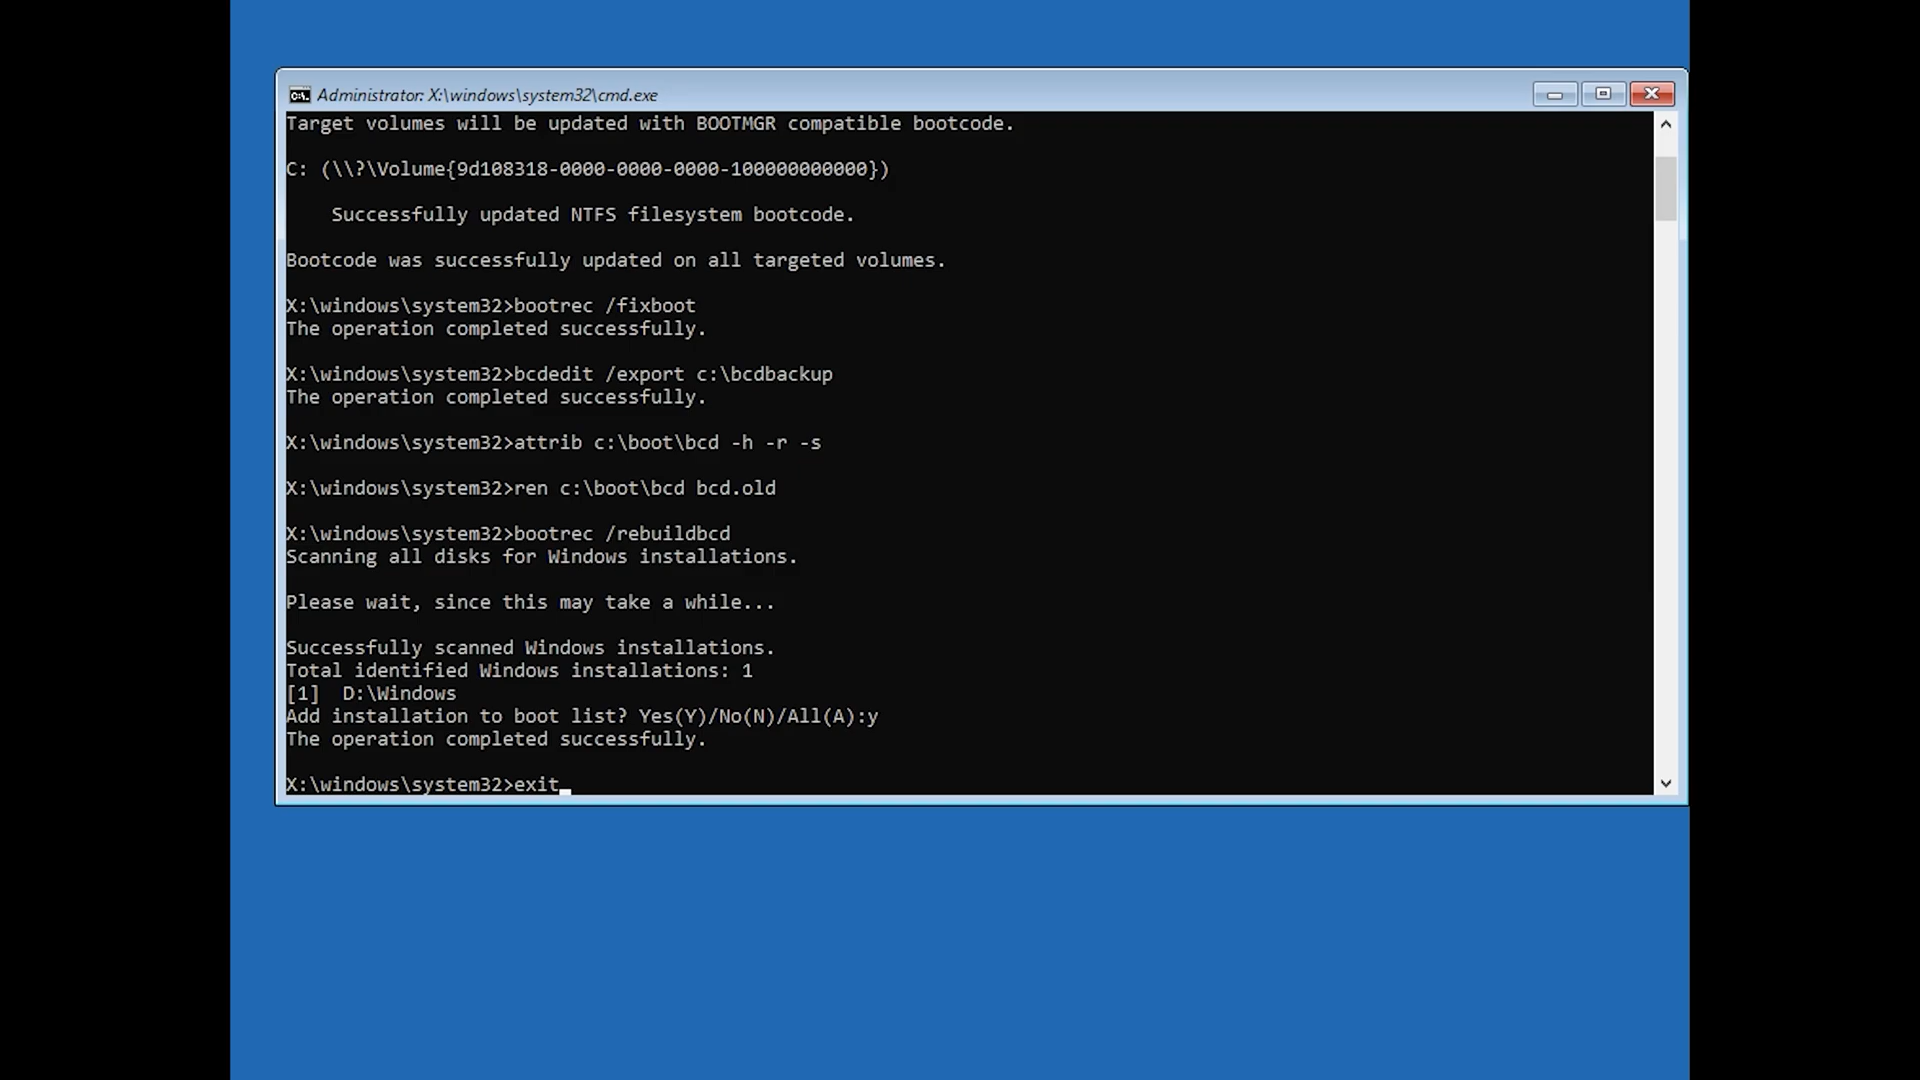 Administrator: X:\windows\system32\cmd.exe
Target volumes will be updated with BOOTMGR compatible bootcode.
C: (\\?\Volume{9d108318-0000-0000-0000-100000000000})
Successfully updated NTFS filesystem bootcode.
Bootcode was successfully updated on all targeted volumes.
X:\windows\system32>bootrec /fixboot
The operation completed successfully.
X:\windows\system32>bcdedit /export c:\bcdbackup
The operation completed successfully.
X:\windows\system32>attrib c:\boot\bcd -h -r -s
X:\windows\system32>ren c:\boot\bcd bcd.old
X:\windows\system32>bootrec /rebuildbcd
Scanning all disks for Windows installations.
Please wait, since this may take a while...
Successfully scanned Windows installations.
Total identified Windows installations: 1
[1]  D:\Windows
Add installation to boot list? Yes(Y)/No(N)/All(A):y
The operation completed successfully.
X:\windows\system32>exit